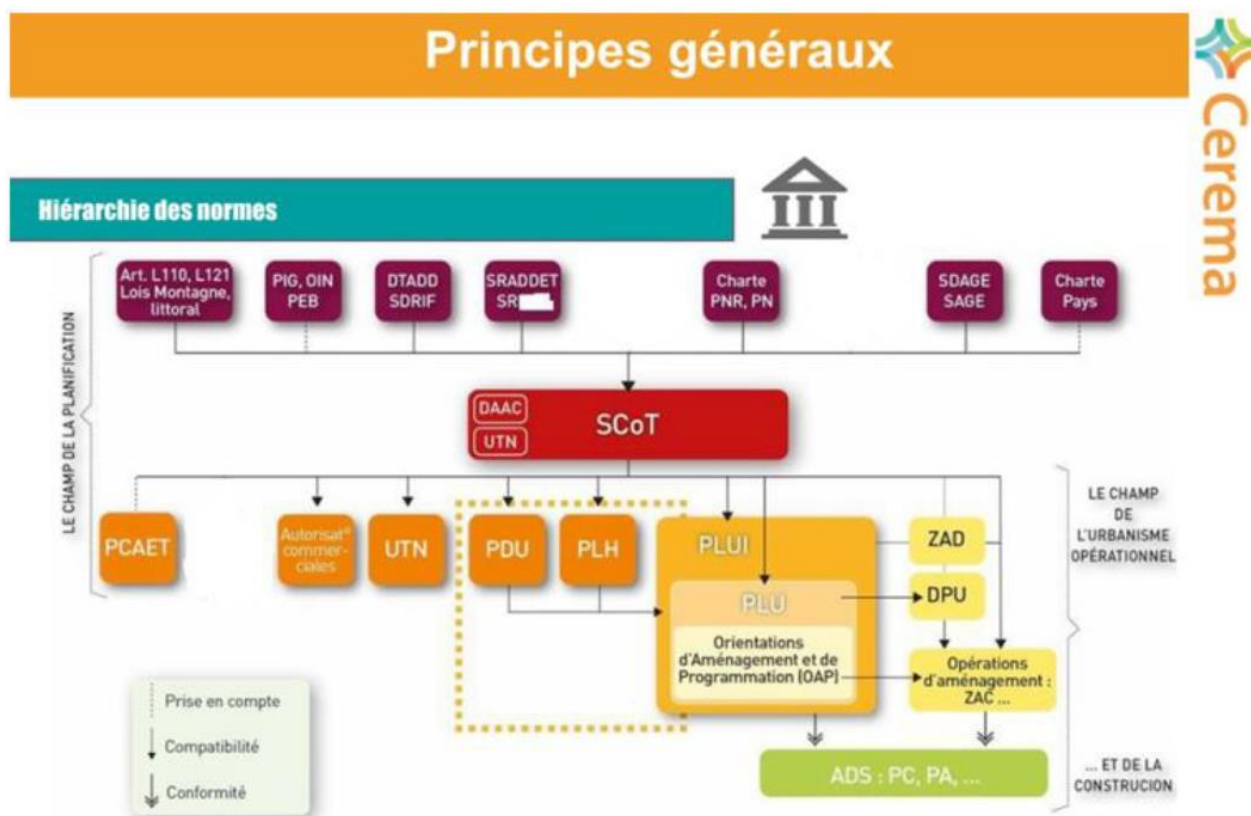 Principes généraux
Cerema
Hiérarchie des normes
LE CHAMP DE LA PLANIFICATION
Art. L110, L121
Lois Montagne,
littoral
PIG, OIN
PEB
DTADD
SDRIF
SRADDET
SR
Charte
PNR, PN
SDAGE
SAGE
Charte
Pays
DAAC
UTN
SCoT
PCAET
Autorisat°
commer-
ciales
UTN
PDU
PLH
PLUI
PLU
Orientations
d'Aménagement et de
Programmation (OAP)
ZAD
DPU
Opérations
d'aménagement :
ZAC ...
LE CHAMP
DE
L'URBANISME
OPÉRATIONNEL
Prise en compte
Compatibilité
Conformité
ADS : PC, PA, ...
... ET DE LA
CONSTRUCION